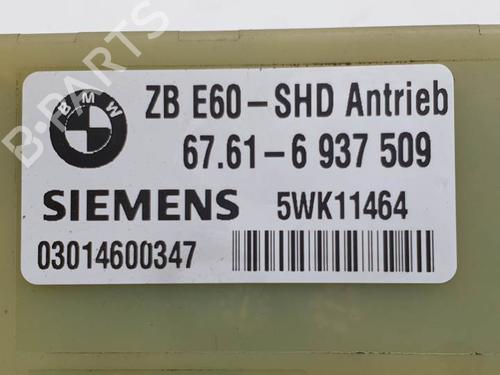 B-PARTS
BMW
ZB E60-SHD Antrieb
67.61-6 937 509
SIEMENS 5WK11464
03014600347